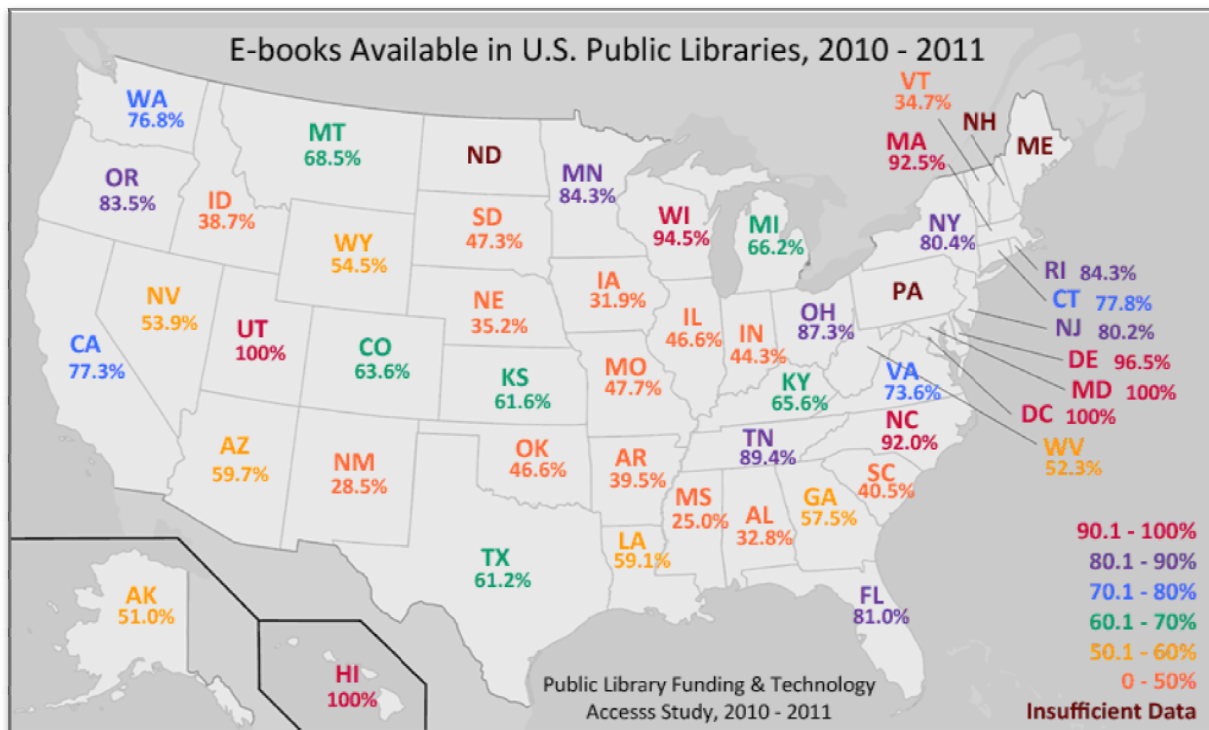 E-books Available in U.S. Public Libraries, 2010 - 2011
WA
76.8%
OR
83.5%
CA
77.3%
ID
38.7%
NV
53.9%
MT
68.5%
WY
54.5%
UT
100%
CO
63.6%
AZ
59.7%
NM
28.5%
ND
SD
47.3%
NE
35.2%
KS
61.6%
OK
46.6%
TX
61.2%
MN
84.3%
IA
31.9%
MO
47.7%
AR
39.5%
LA
59.1%
WI
94.5%
IL
46.6%
MI
66.2%
IN
44.3%
OH
87.3%
KY
65.6%
TN
89.4%
MS
25.0%
AL
32.8%
GA
57.5%
FL
81.0%
SC
40.5%
NC
92.0%
VA
73.6%
PA
NY
80.4%
VT
34.7%
NH
ME
MA
92.5%
RI 84.3%
CT 77.8%
NJ 80.2%
DE 96.5%
MD 100%
DC 100%
WV
52.3%
AK
51.0%
HI
100%
Public Library Funding & Technology
Accesss Study, 2010 - 2011
90.1 - 100%
80.1 - 90%
70.1 - 80%
60.1 - 70%
50.1 - 60%
0 - 50%
Insufficient Data